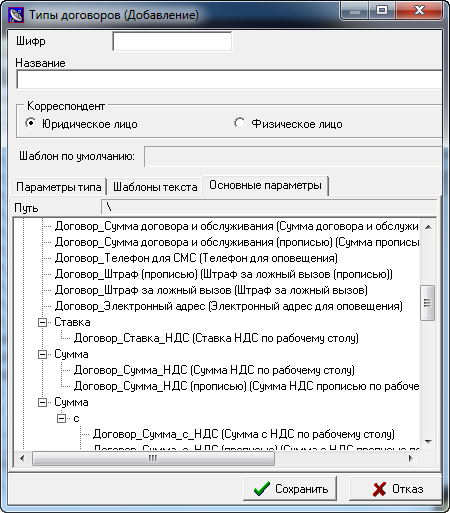 Типы договоров (Добавление)
Шифр
Название
Корреспондент
Юридическое лицо
Физическое лицо
Шаблон по умолчанию:
Параметры типа
Шаблоны текста
Основные параметры
Путь \
Договор_Сумма договора и обслуживания (Сумма договора и обслужи
Договор_Сумма договора и обслуживания (прописью) (Сумма прописы
Договор_Телефон для СМС (Телефон для оповещения)
Договор_Штраф (прописью) (Штраф за ложный вызов (прописью))
Договор_Штраф за ложный вызов (Штраф за ложный вызов)
Договор_Электронный адрес (Электронный адрес для оповещения)
Ставка
Договор_Ставка_НДС (Ставка НДС по рабочему столу)
Сумма
Договор_Сумма_НДС (Сумма НДС по рабочему столу)
Договор_Сумма_НДС (прописью) (Сумма НДС прописью по рабоче
Сумма
с
Договор_Сумма_с_НДС (Сумма с НДС по рабочему столу)
Договор_Сумма_с_НДС (прописью) (Сумма с НДС прописью по
Сохранить
Отказ